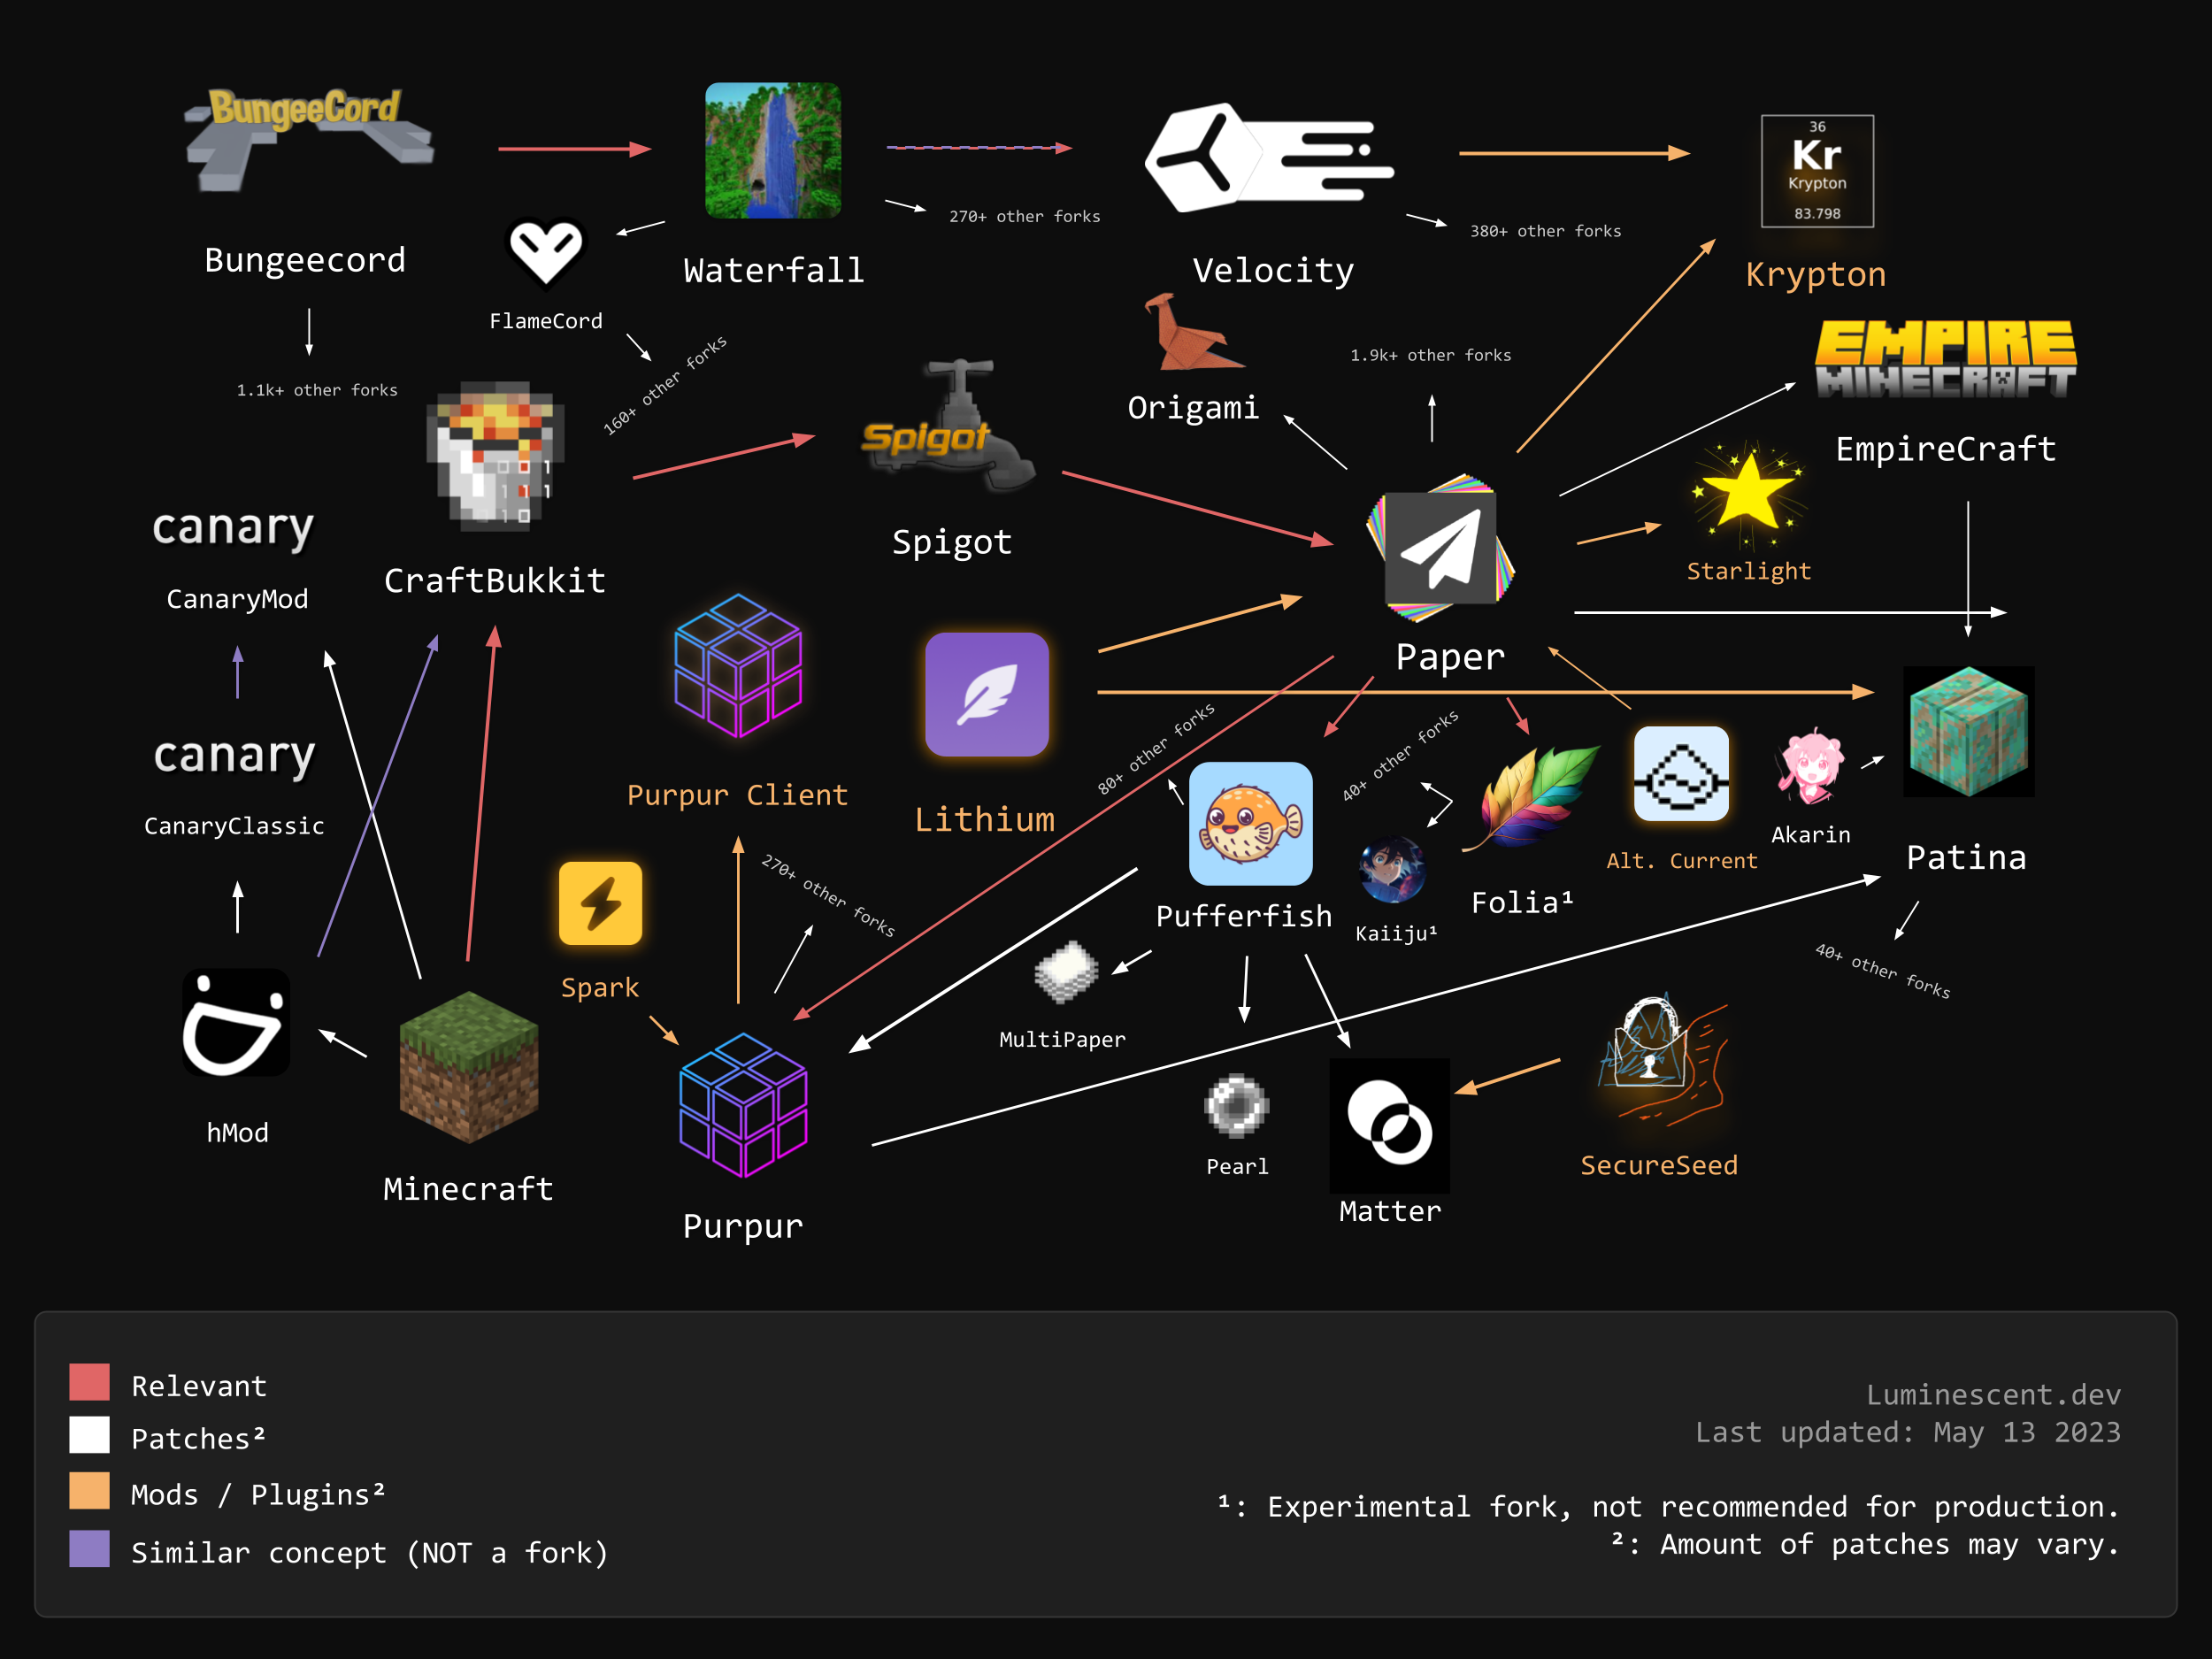 BungeeCord
Bungeecord
1.1k+ other forks
FlameCord
160+ other forks
Waterfall
270+ other forks
Velocity
380+ other forks
36
Kr
Krypton
83.798
Krypton
Origami
1.9k+ other forks
EMPIRE
MINECRAFT
EmpireCraft
CraftBukkit
Spigot
Spigot
Starlight
canary
CanaryMod
Paper
canary
CanaryClassic
Purpur Client
Lithium
80+ other forks
40+ other forks
Alt. Current
Akarin
Patina
40+ other forks
Spark
270+ other forks
Pufferfish
Kaiiju¹
Folia¹
MultiPaper
hMod
Minecraft
Purpur
Pearl
Matter
SecureSeed
Relevant
Patches²
Mods / Plugins²
Similar concept (NOT a fork)
Luminescent.dev
Last updated: May 13 2023
¹: Experimental fork, not recommended for production.
²: Amount of patches may vary.